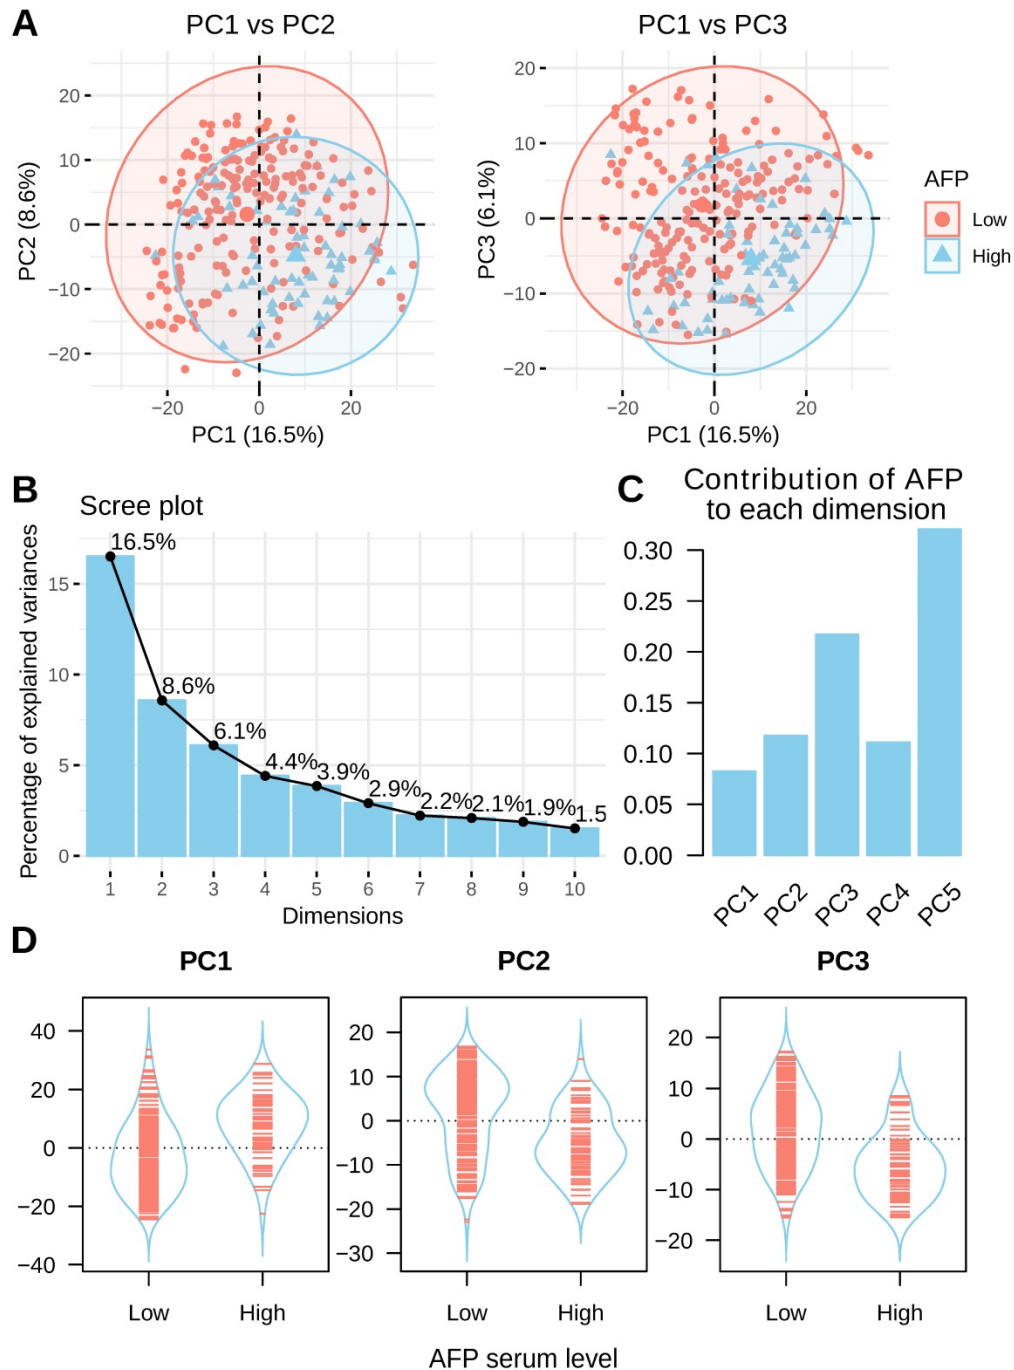 A
PC1 vs PC2
PC1 vs PC3
PC2 (8.6%)
20
10
0
−10
−20
−20
0
20
PC1 (16.5%)
PC3 (6.1%)
20
10
0
−10
−20
−20
0
20
PC1 (16.5%)
AFP
Low
High
B
Scree plot
Percentage of explained variances
15
10
5
0
16.5%
8.6%
6.1%
4.4%
3.9%
2.9%
2.2%
2.1%
1.9%
1.5
1
2
3
4
5
6
7
8
9
10
Dimensions
C
Contribution of AFP
to each dimension
0.30
0.20
0.15
0.10
0.05
0.00
PC1
PC2
PC3
PC4
PC5
D
PC1
PC2
PC3
40
20
0
−20
−40
Low
High
20
10
0
−10
−30
Low
High
20
10
0
−10
−20
Low
High
AFP serum level